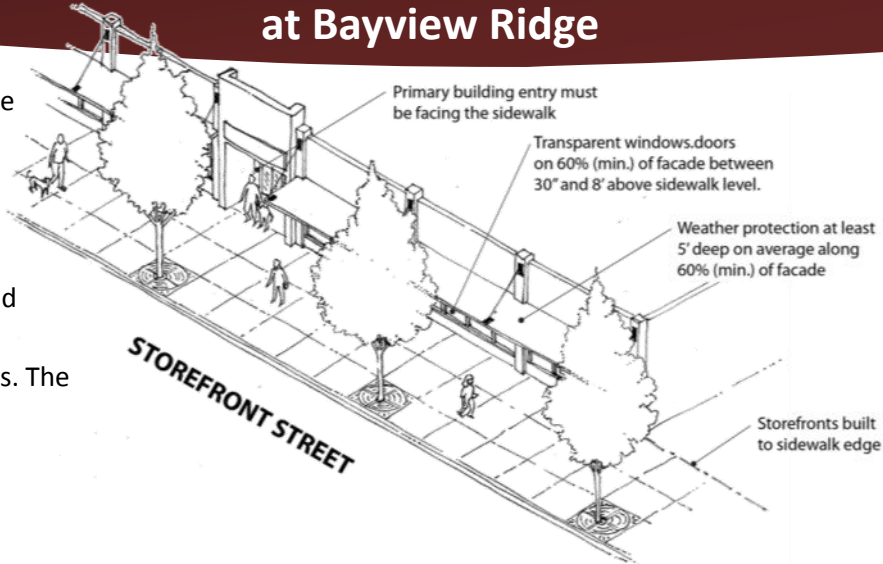 at Bayview Ridge
e
d
s. The
Primary building entry must
be facing the sidewalk
Transparent windows.doors
on 60% (min.) of facade between
30" and 8' above sidewalk level.
Weather protection at least
5' deep on average along
60% (min.) of facade
Storefronts built
to sidewalk edge
STOREFRONT STREET